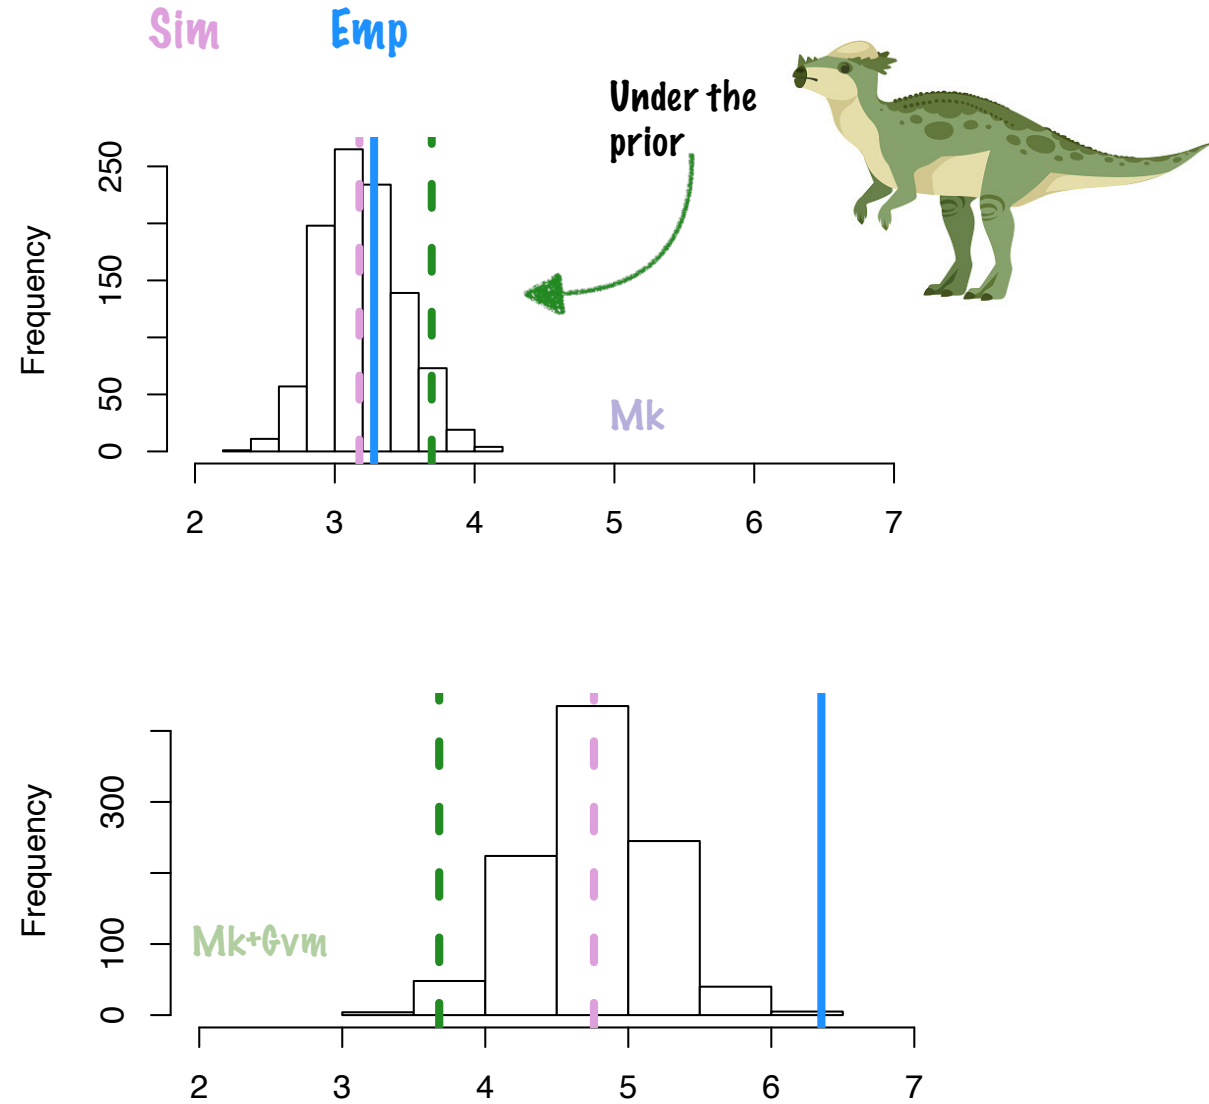 Sim Emp
Under the
prior
Frequency
250
150
50
0
Mk
2 3 4 5 6 7
Frequency
300
100
0
Mk+Gvm
2 3 4 5 6 7